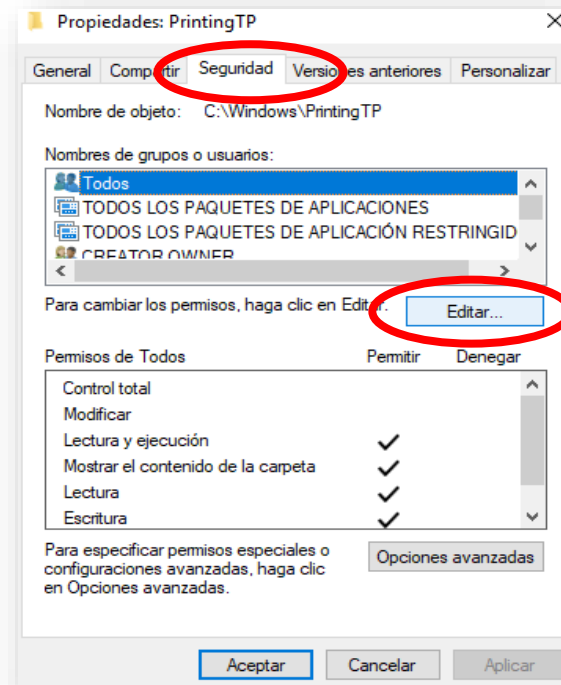 Propiedades: PrintingTP
General Compartir Seguridad Versiones anteriores Personalizar
Nombre de objeto: C:\Windows\PrintingTP
Nombres de grupos o usuarios:
Todos
TODOS LOS PAQUETES DE APLICACIONES
TODOS LOS PAQUETES DE APLICACIÓN RESTRINGID
CREATOR OWNER
Para cambiar los permisos, haga clic en Editar. Editar...
Permisos de Todos Permitir Denegar
Control total
Modificar
Lectura y ejecución
Mostrar el contenido de la carpeta
Lectura
Escritura
Para especificar permisos especiales o
configuraciones avanzadas, haga clic
en Opciones avanzadas.
Opciones avanzadas
Aceptar Cancelar Aplicar